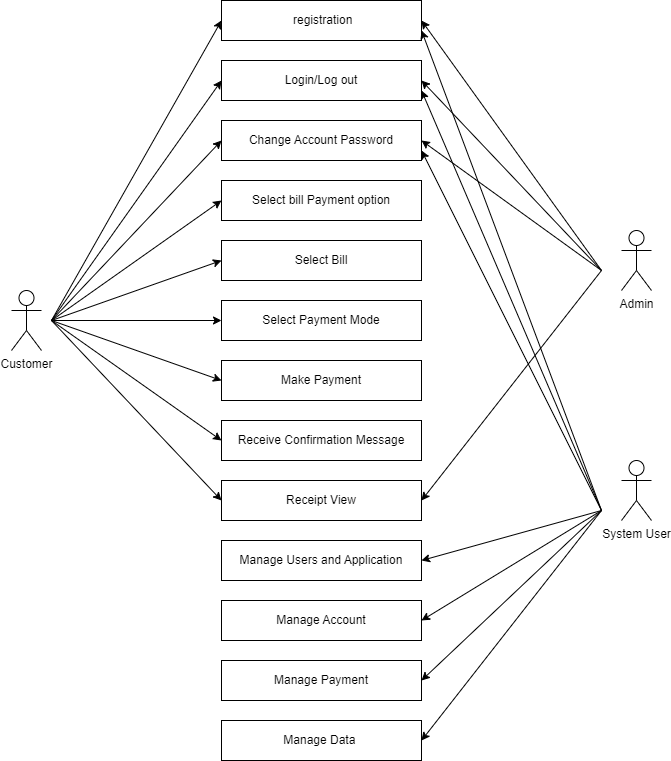 registration
Login/Log out
Change Account Password
Select bill Payment option
Select Bill
Admin
Select Payment Mode
Customer
Make Payment
Receive Confirmation Message
Receipt View
System User
Manage Users and Application
Manage Account
Manage Payment
Manage Data